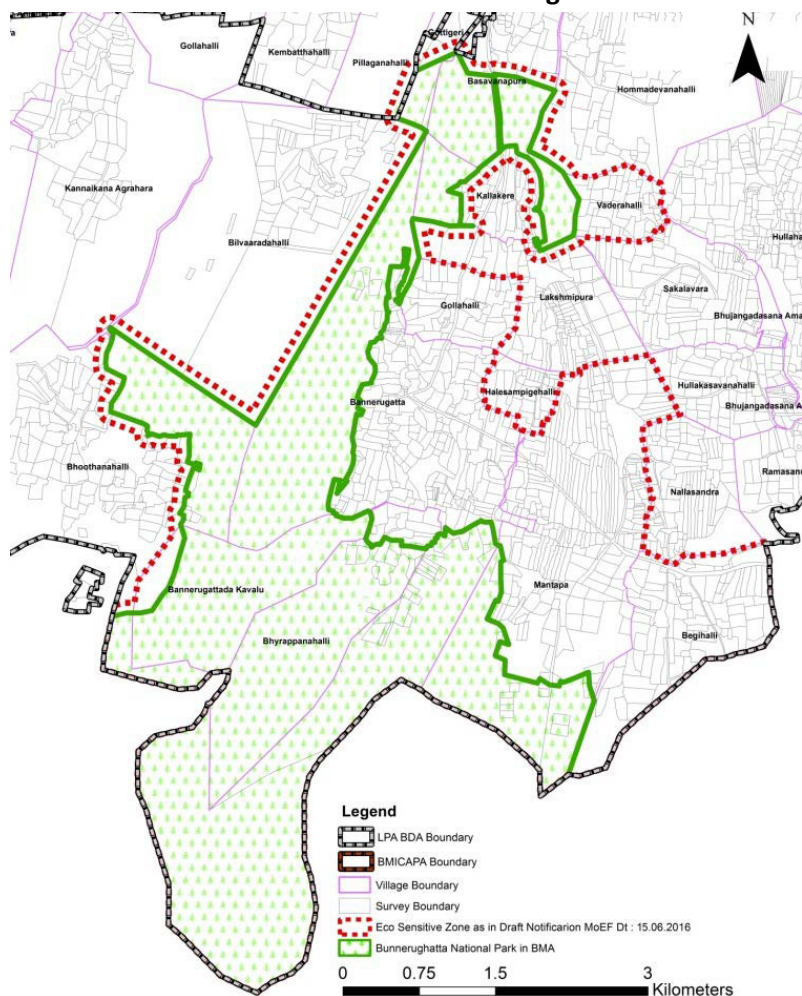 N
Gollahalli
Kembatthahalli
Pillaganahalli
Basavanapura
Hommadevanahalli
Kannaikana Agrahara
Kallakere
Vaderahalli
Bilvaaradahalli
Sakalavara
Gollahalli
Lakshmipura
Bhujangadasana Ama
Halesampigehalli
Hullakasavanahalli
Bannerugatta
Bhujangadasana A
Bhoothanahalli
Nallasandra
Ramasan
Bannerugattada Kavalu
Mantapa
Bhyrappanahalli
Begihalli
Legend
LPA BDA Boundary
BMICAPA Boundary
Village Boundary
Survey Boundary
Eco Sensitive Zone as in Draft Notificarion MoEF Dt : 15.06.2016
Bunnerughatta National Park in BMA
0 0.75 1.5 3
Kilometers